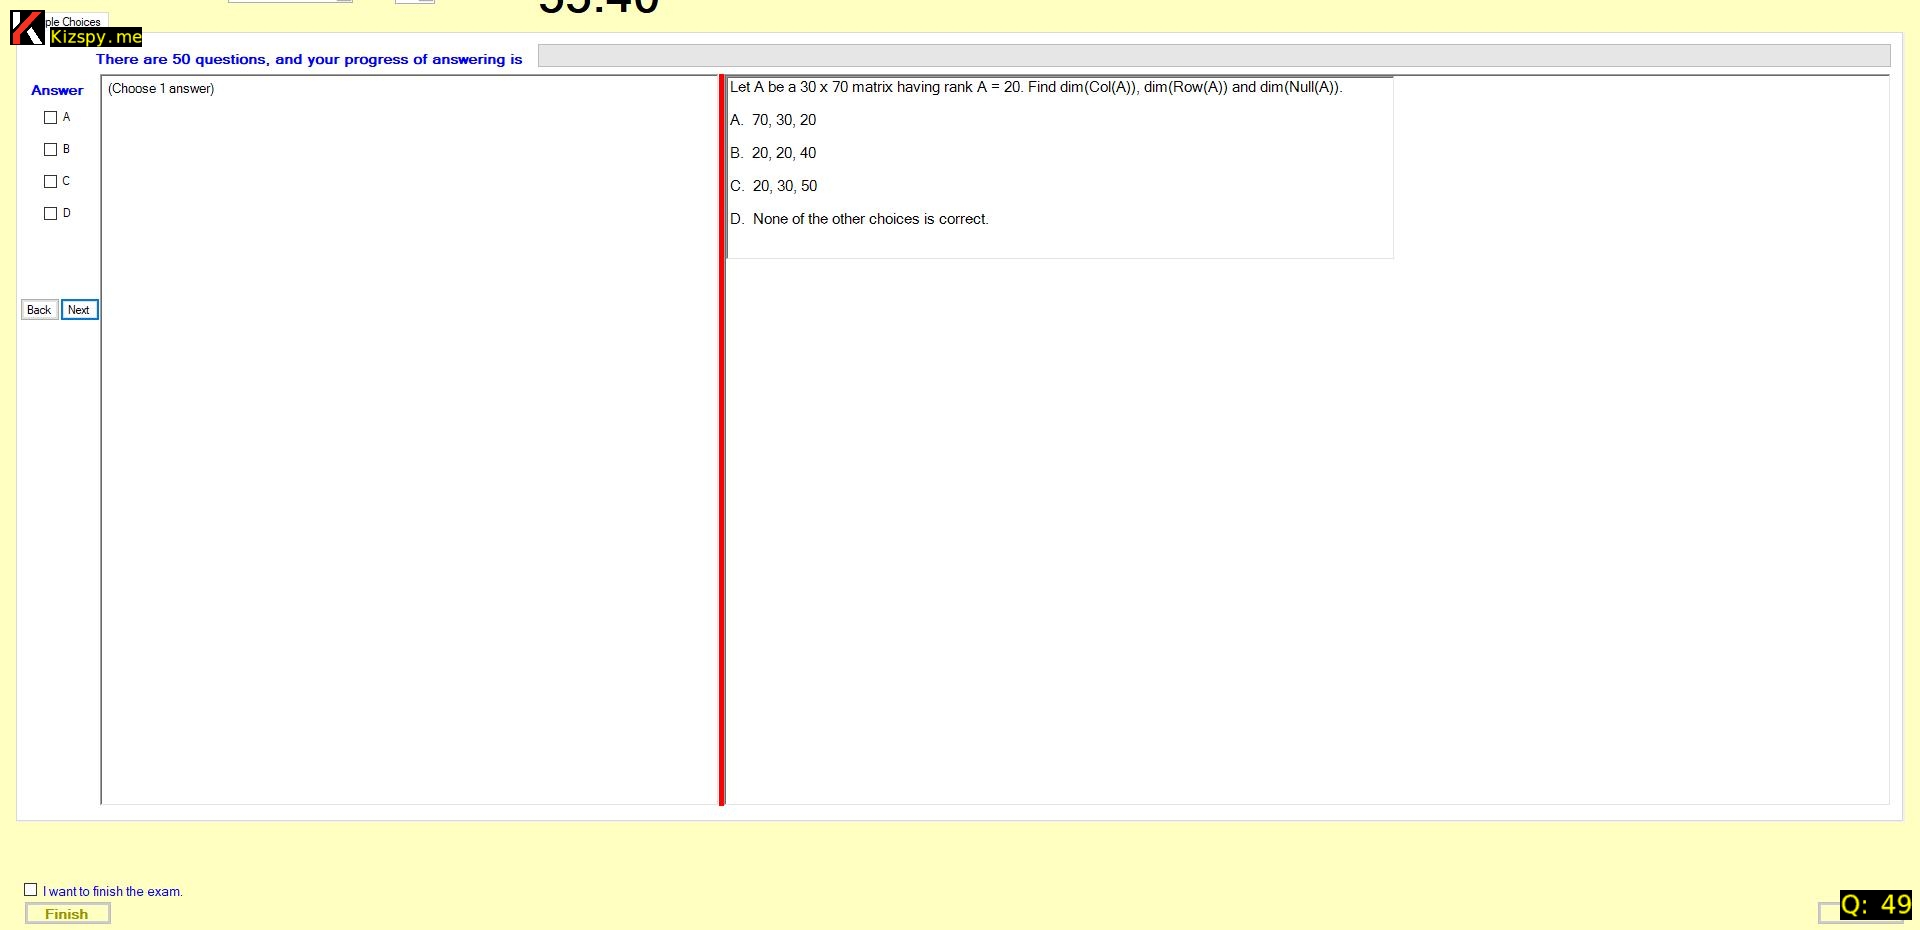 ple Choices
Kizspy.me
There are 50 questions, and your progress of answering is
Answer
(Choose 1 answer)
A
B
C
D
Back Next
Let A be a 30 x 70 matrix having rank A = 20. Find dim(Col(A)), dim(Row(A)) and dim(Null(A)).
A. 70, 30, 20
B. 20, 20, 40
C. 20, 30, 50
D. None of the other choices is correct.
I want to finish the exam.
Finish
Q: 49